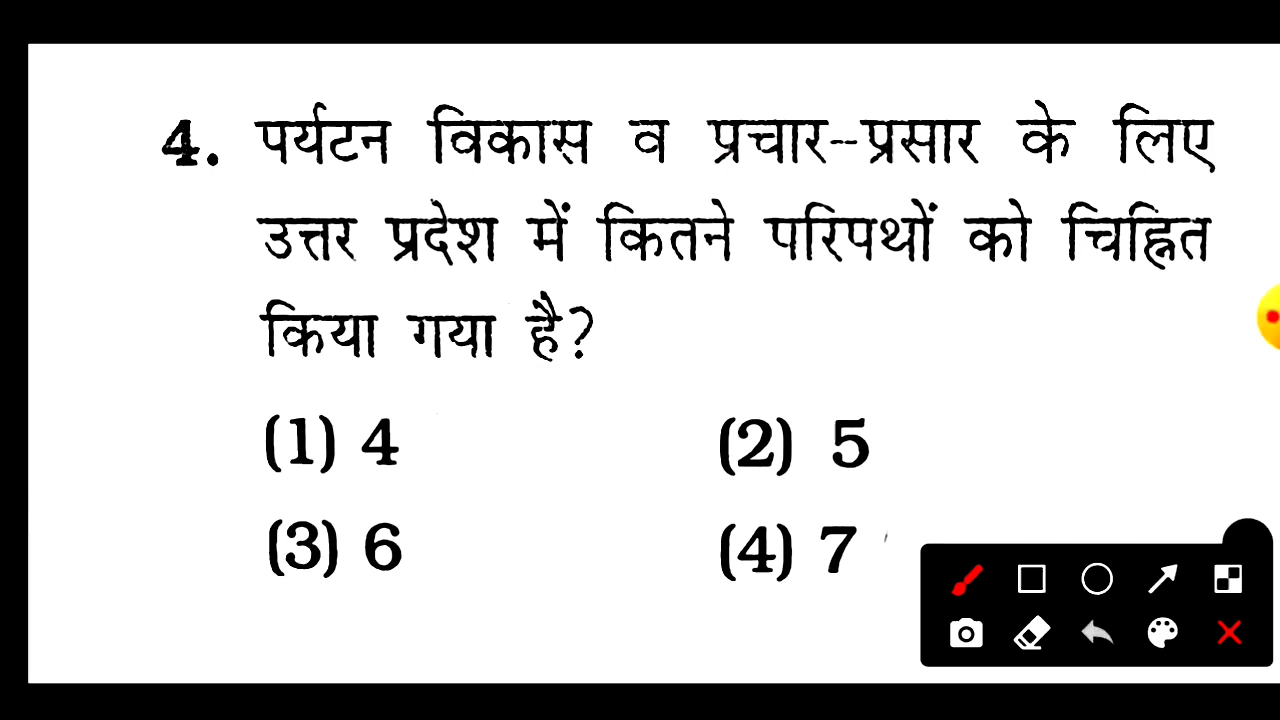 4. पर्यटन विकास व प्रचार-प्रसार के लिए
उत्तर प्रदेश में कितने परिपथों को चिह्नित
किया गया है?
(1) 4 (2) 5
(3) 6 (4) 7